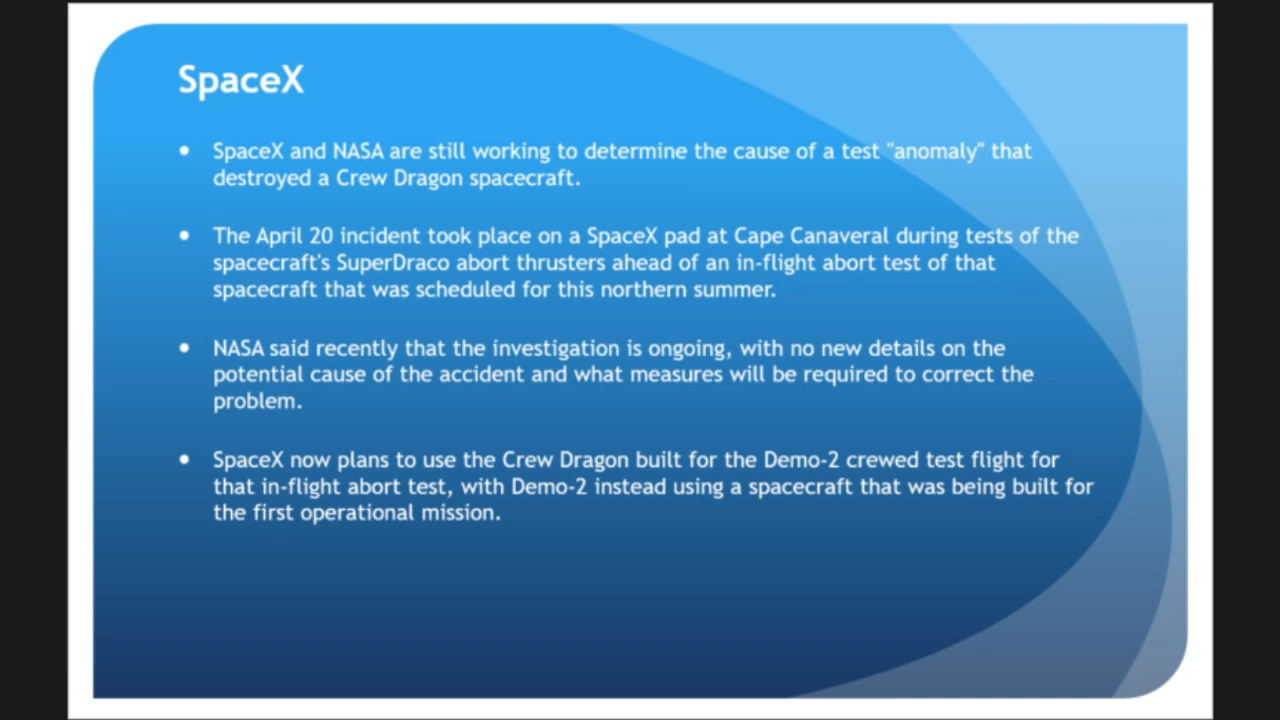 SpaceX
• SpaceX and NASA are still working to determine the cause of a test "anomaly" that
destroyed a Crew Dragon spacecraft.
• The April 20 incident took place on a SpaceX pad at Cape Canaveral during tests of the
spacecraft's SuperDraco abort thrusters ahead of an in-flight abort test of that
spacecraft that was scheduled for this northern summer.
• NASA said recently that the investigation is ongoing, with no new details on the
potential cause of the accident and what measures will be required to correct the
problem.
• SpaceX now plans to use the Crew Dragon built for the Demo-2 crewed test flight for
that in-flight abort test, with Demo-2 instead using a spacecraft that was being built for
the first operational mission.